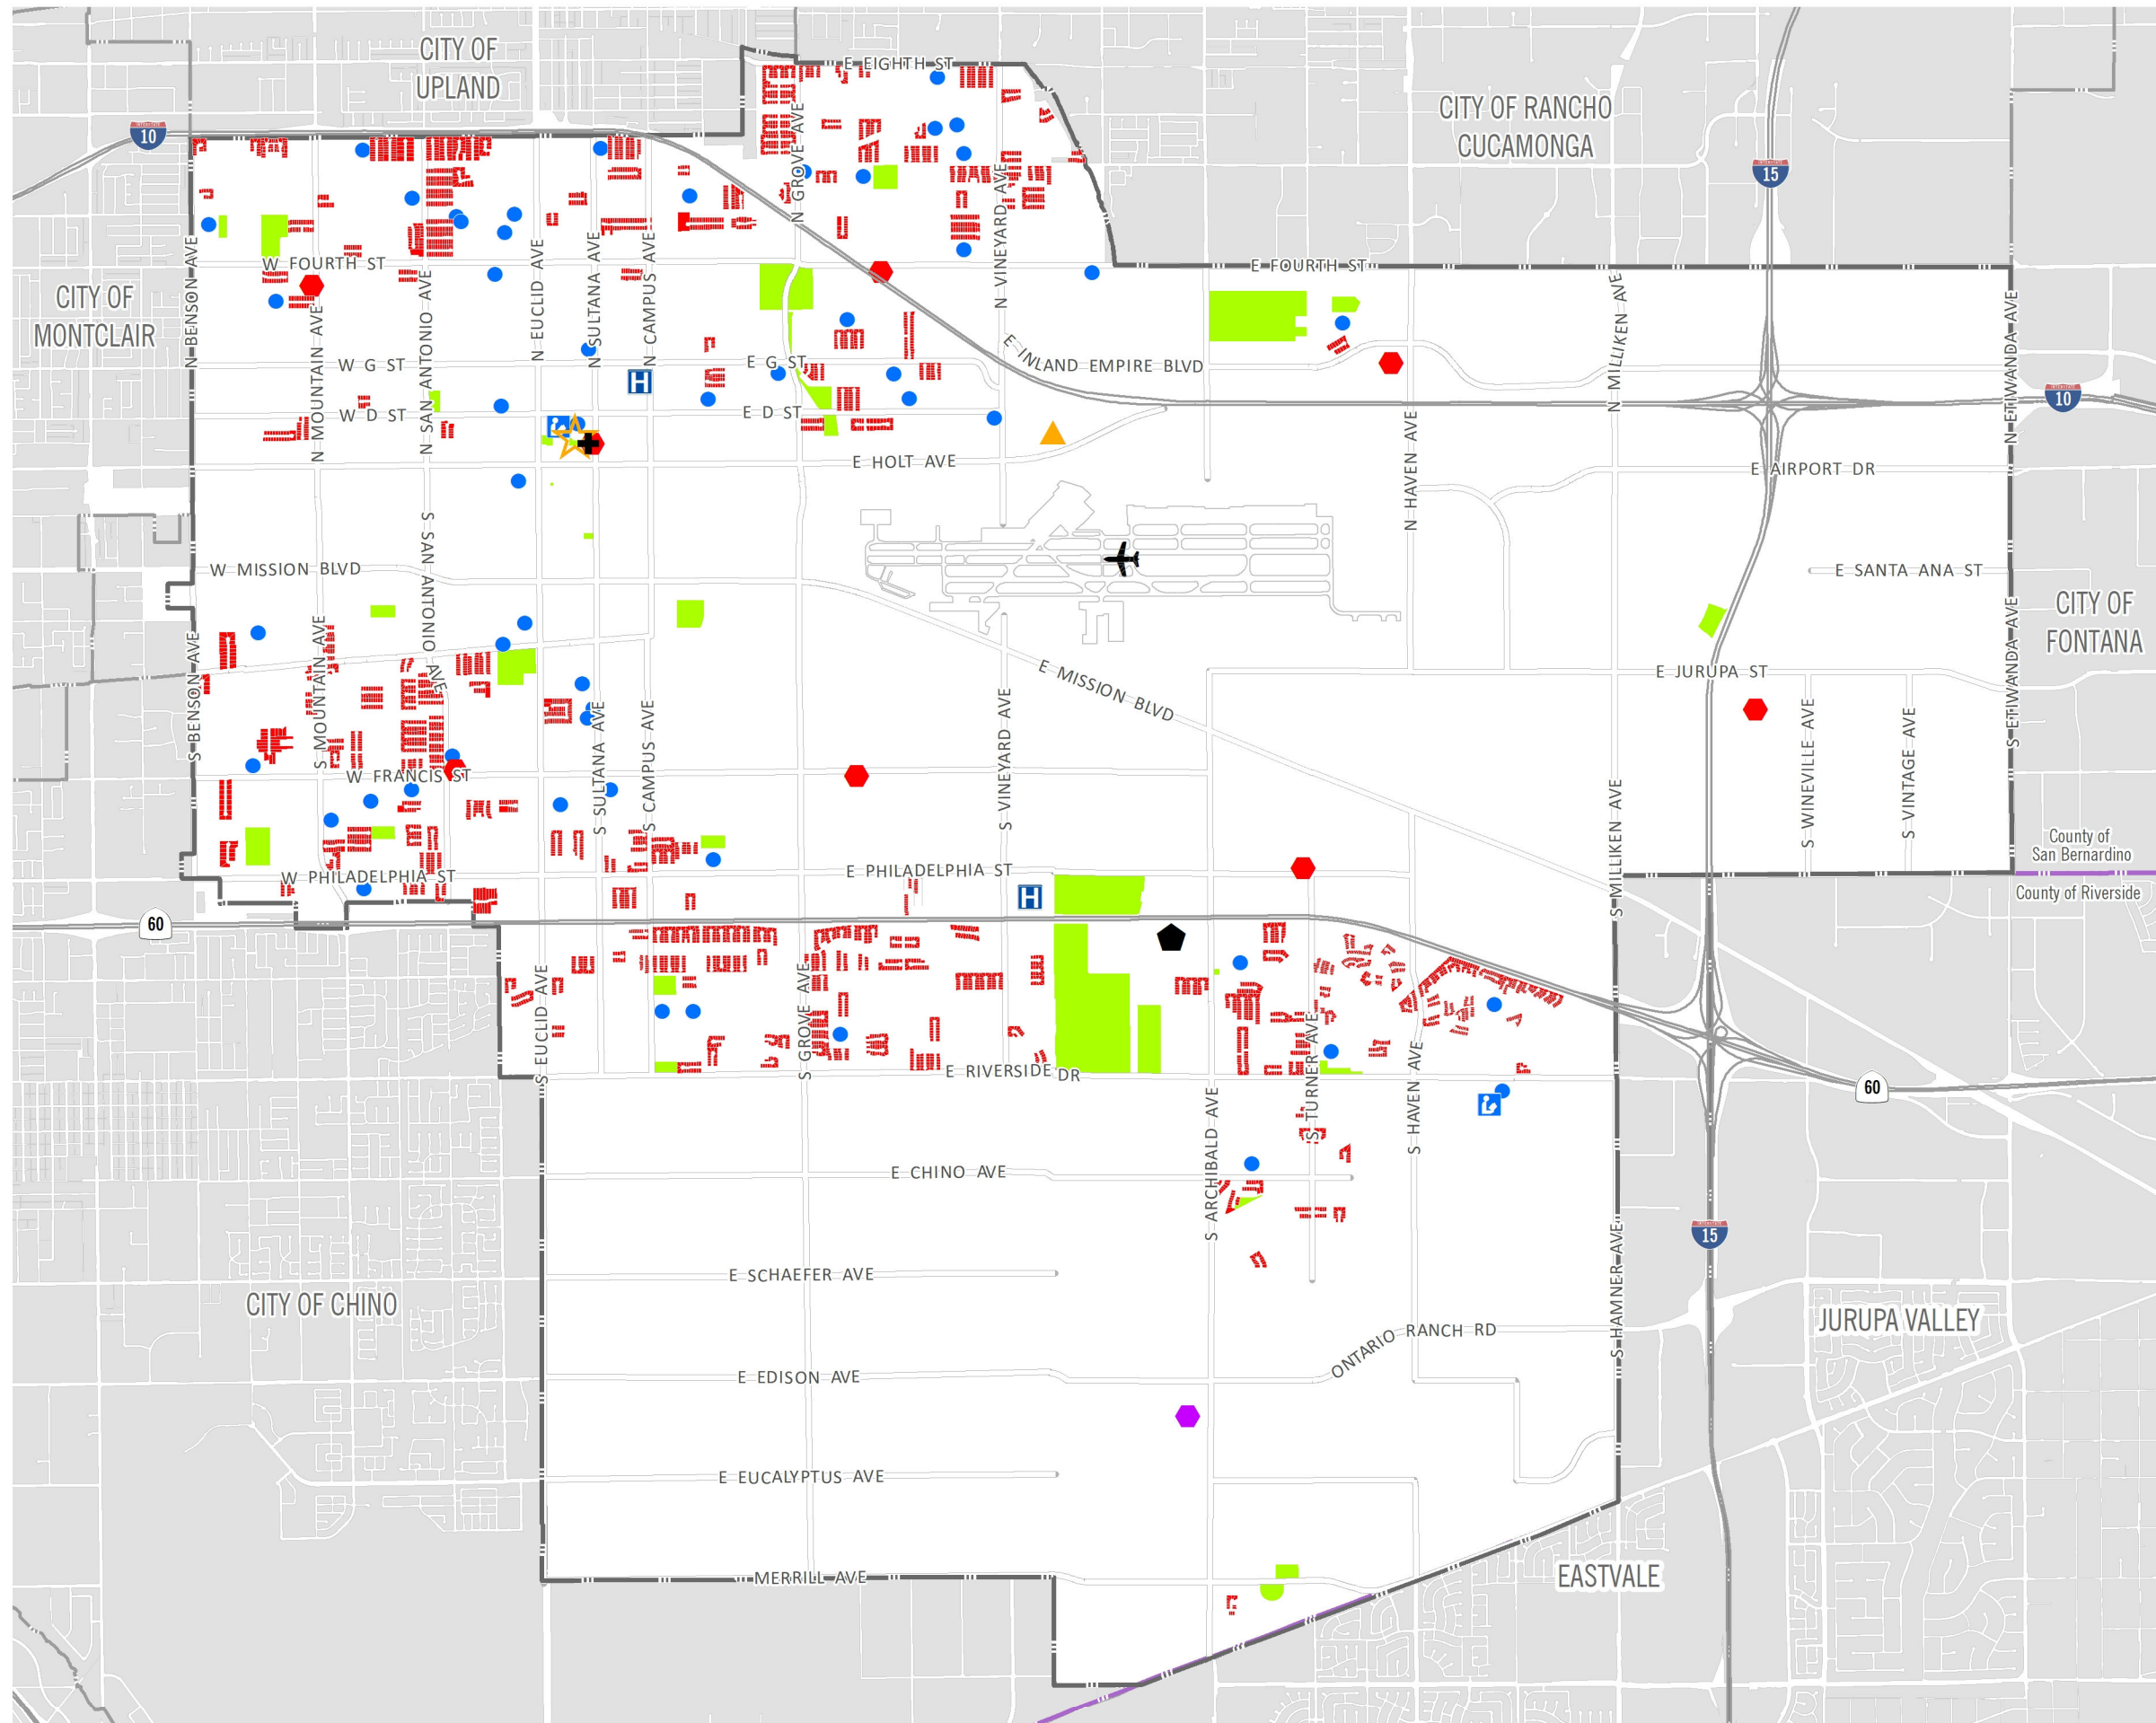 CITY OF
UPLAND
E EIGHTH ST
CITY OF RANCHO
CUCAMONGA
INTERSTATE
10
INTERSTATE
15
N GROVE AVE
N VINEYARD AVE
N BENSON AVE
W FOURTH ST
E FOURTH ST
CITY OF
MONTCLAIR
N MOUNTAIN AVE
N SAN ANTONIO AVE
N EUCLID AVE
N SULTANA AVE
N CAMPUS AVE
N MILLIKEN AVE
N ETIWANDA AVE
W G ST
E G ST
E INLAND EMPIRE BLVD
H
INTERSTATE
10
W D ST
E D ST
N HAVEN AVE
E HOLT AVE
E AIRPORT DR
S SAN ANTONIO AVE
W MISSION BLVD
E SANTA ANA ST
CITY OF
FONTANA
S BENSON AVE
S MOUNTAIN AVE
E MISSION BLVD
E JURUPA ST
S ETIWANDA AVE
S SULTANA AVE
S CAMPUS AVE
S VINEYARD AVE
S WINEVILLE AVE
S VINTAGE AVE
W FRANCIS ST
S MILLIKEN AVE
County of
San Bernardino
W PHILADELPHIA ST
E PHILADELPHIA ST
H
County of Riverside
60
S EUCLID AVE
S GROVE AVE
E RIVERSIDE DR
S TURNER AVE
S HAVEN AVE
60
S ARCHIBALD AVE
E CHINO AVE
INTERSTATE
15
S HAMNER AVE
E SCHAEFER AVE
CITY OF CHINO
ONTARIO RANCH RD
JURUPA VALLEY
E EDISON AVE
E EUCALYPTUS AVE
MERRILL AVE
EASTVALE